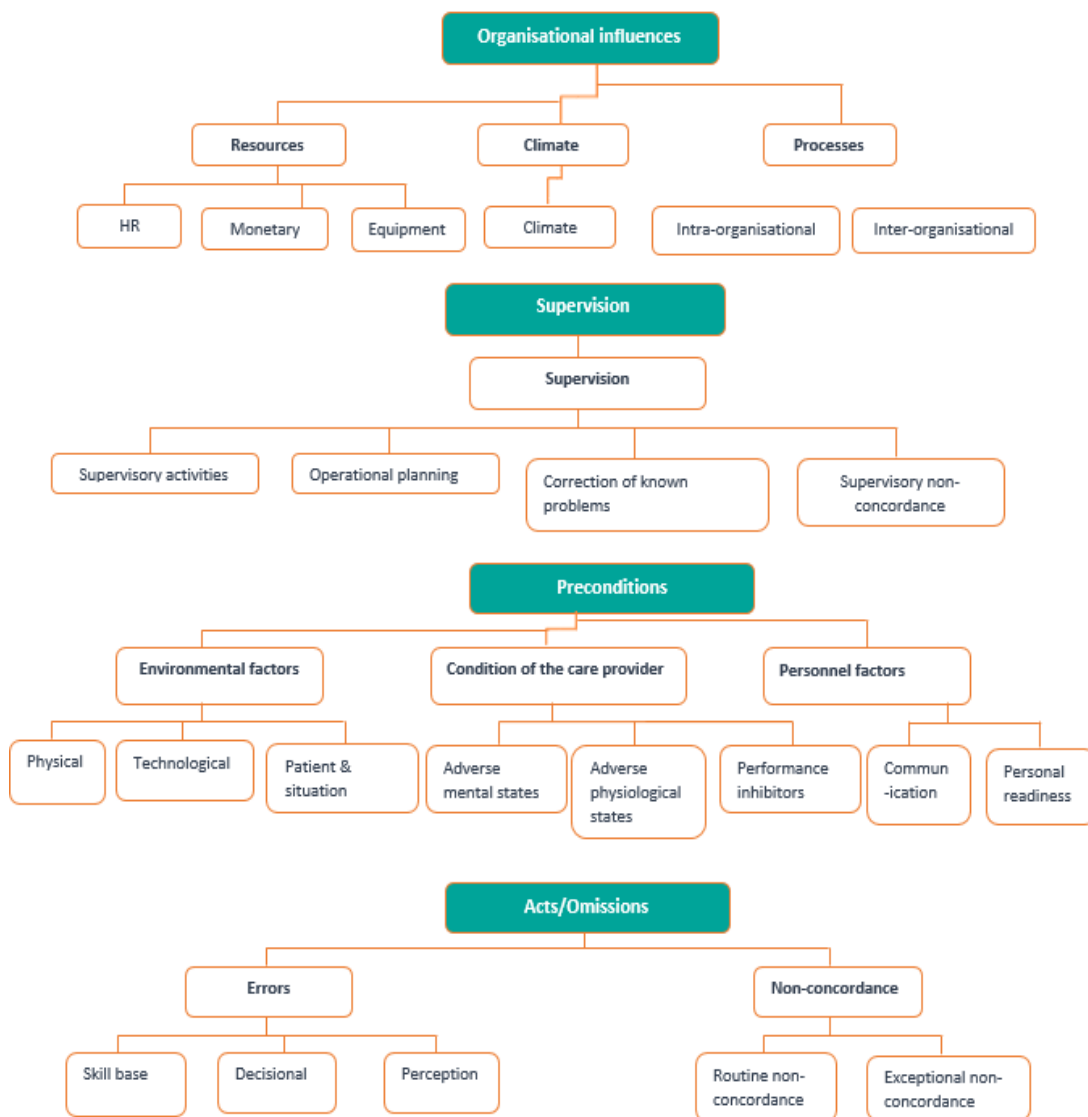 Organisational influences
Resources
Climate
Processes
HR
Monetary
Equipment
Climate
Intra-organisational
Inter-organisational
Supervision
Supervision
Supervisory activities
Operational planning
Correction of known
problems
Supervisory non-
concordance
Preconditions
Environmental factors
Condition of the care provider
Personnel factors
Physical
Technological
Patient &
situation
Adverse
mental states
Adverse
physiological
states
Performance
inhibitors
Commun
-ication
Personal
readiness
Acts/Omissions
Errors
Non-concordance
Skill base
Decisional
Perception
Routine non-
concordance
Exceptional non-
concordance